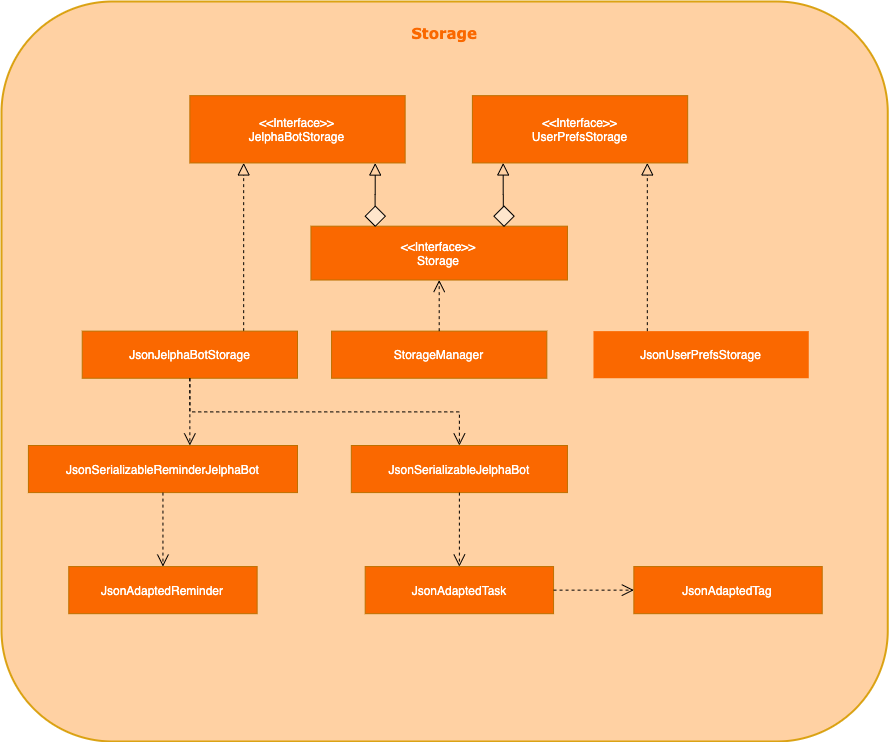 Storage
<<Interface>>
JelphaBotStorage
<<Interface>>
UserPrefsStorage
<<Interface>>
Storage
JsonJelphaBotStorage
StorageManager
JsonUserPrefsStorage
JsonSerializableReminderJelphaBot
JsonSerializableJelphaBot
JsonAdaptedReminder
JsonAdaptedTask
JsonAdaptedTag